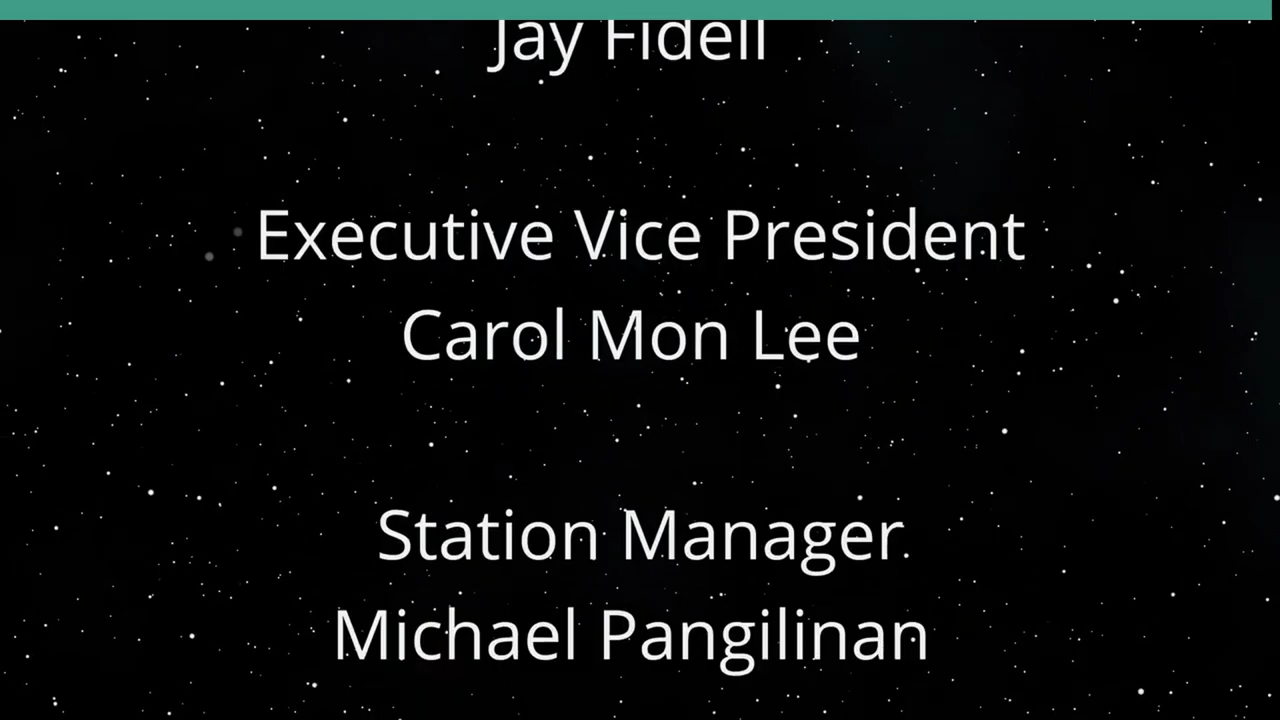 Jay Fidell
Executive Vice President
Carol Mon Lee
Station Manager
Michael Pangilinan